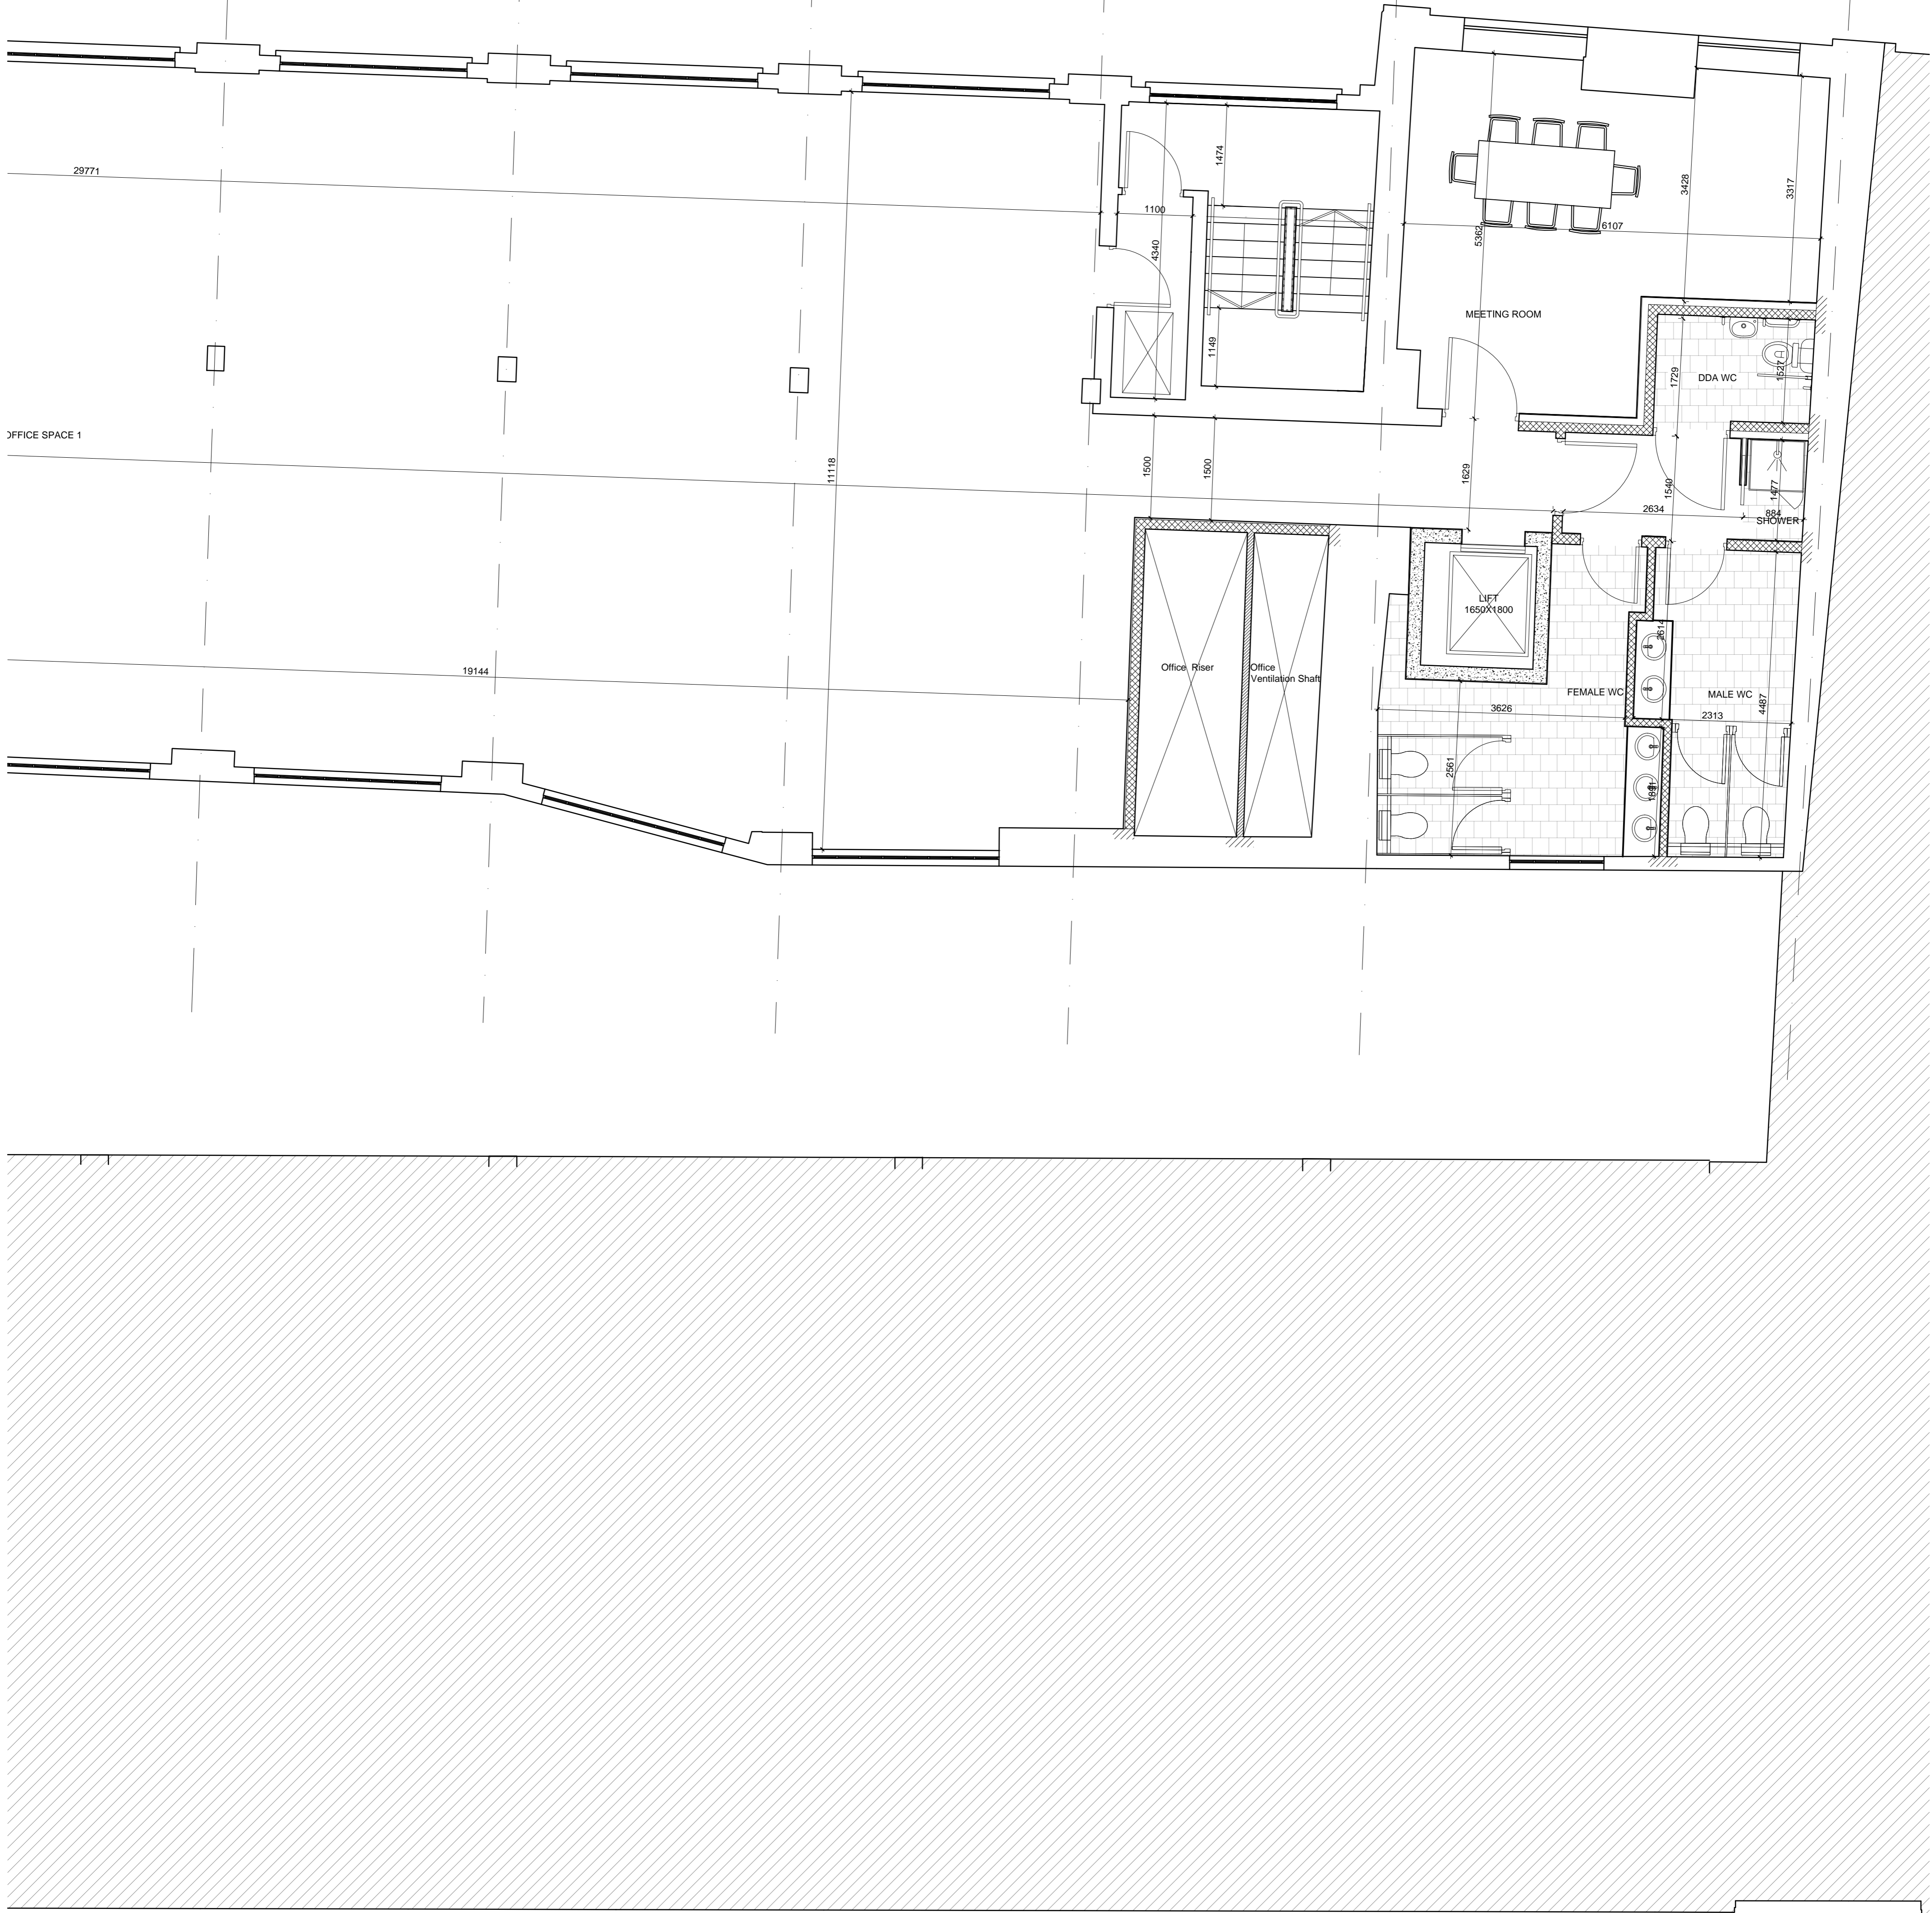 29771
1474
1100
4340
3428
3317
5362
6107
MEETING ROOM
1149
1729
DDA WC
1527
OFFICE SPACE 1
11118
1500
1500
1629
1540
1477
2634
884
SHOWER
LIFT
1650X1800
2614
19144
Office Riser
Office
Ventilation Shaft
FEMALE WC
MALE WC
3626
2313
4487
2561